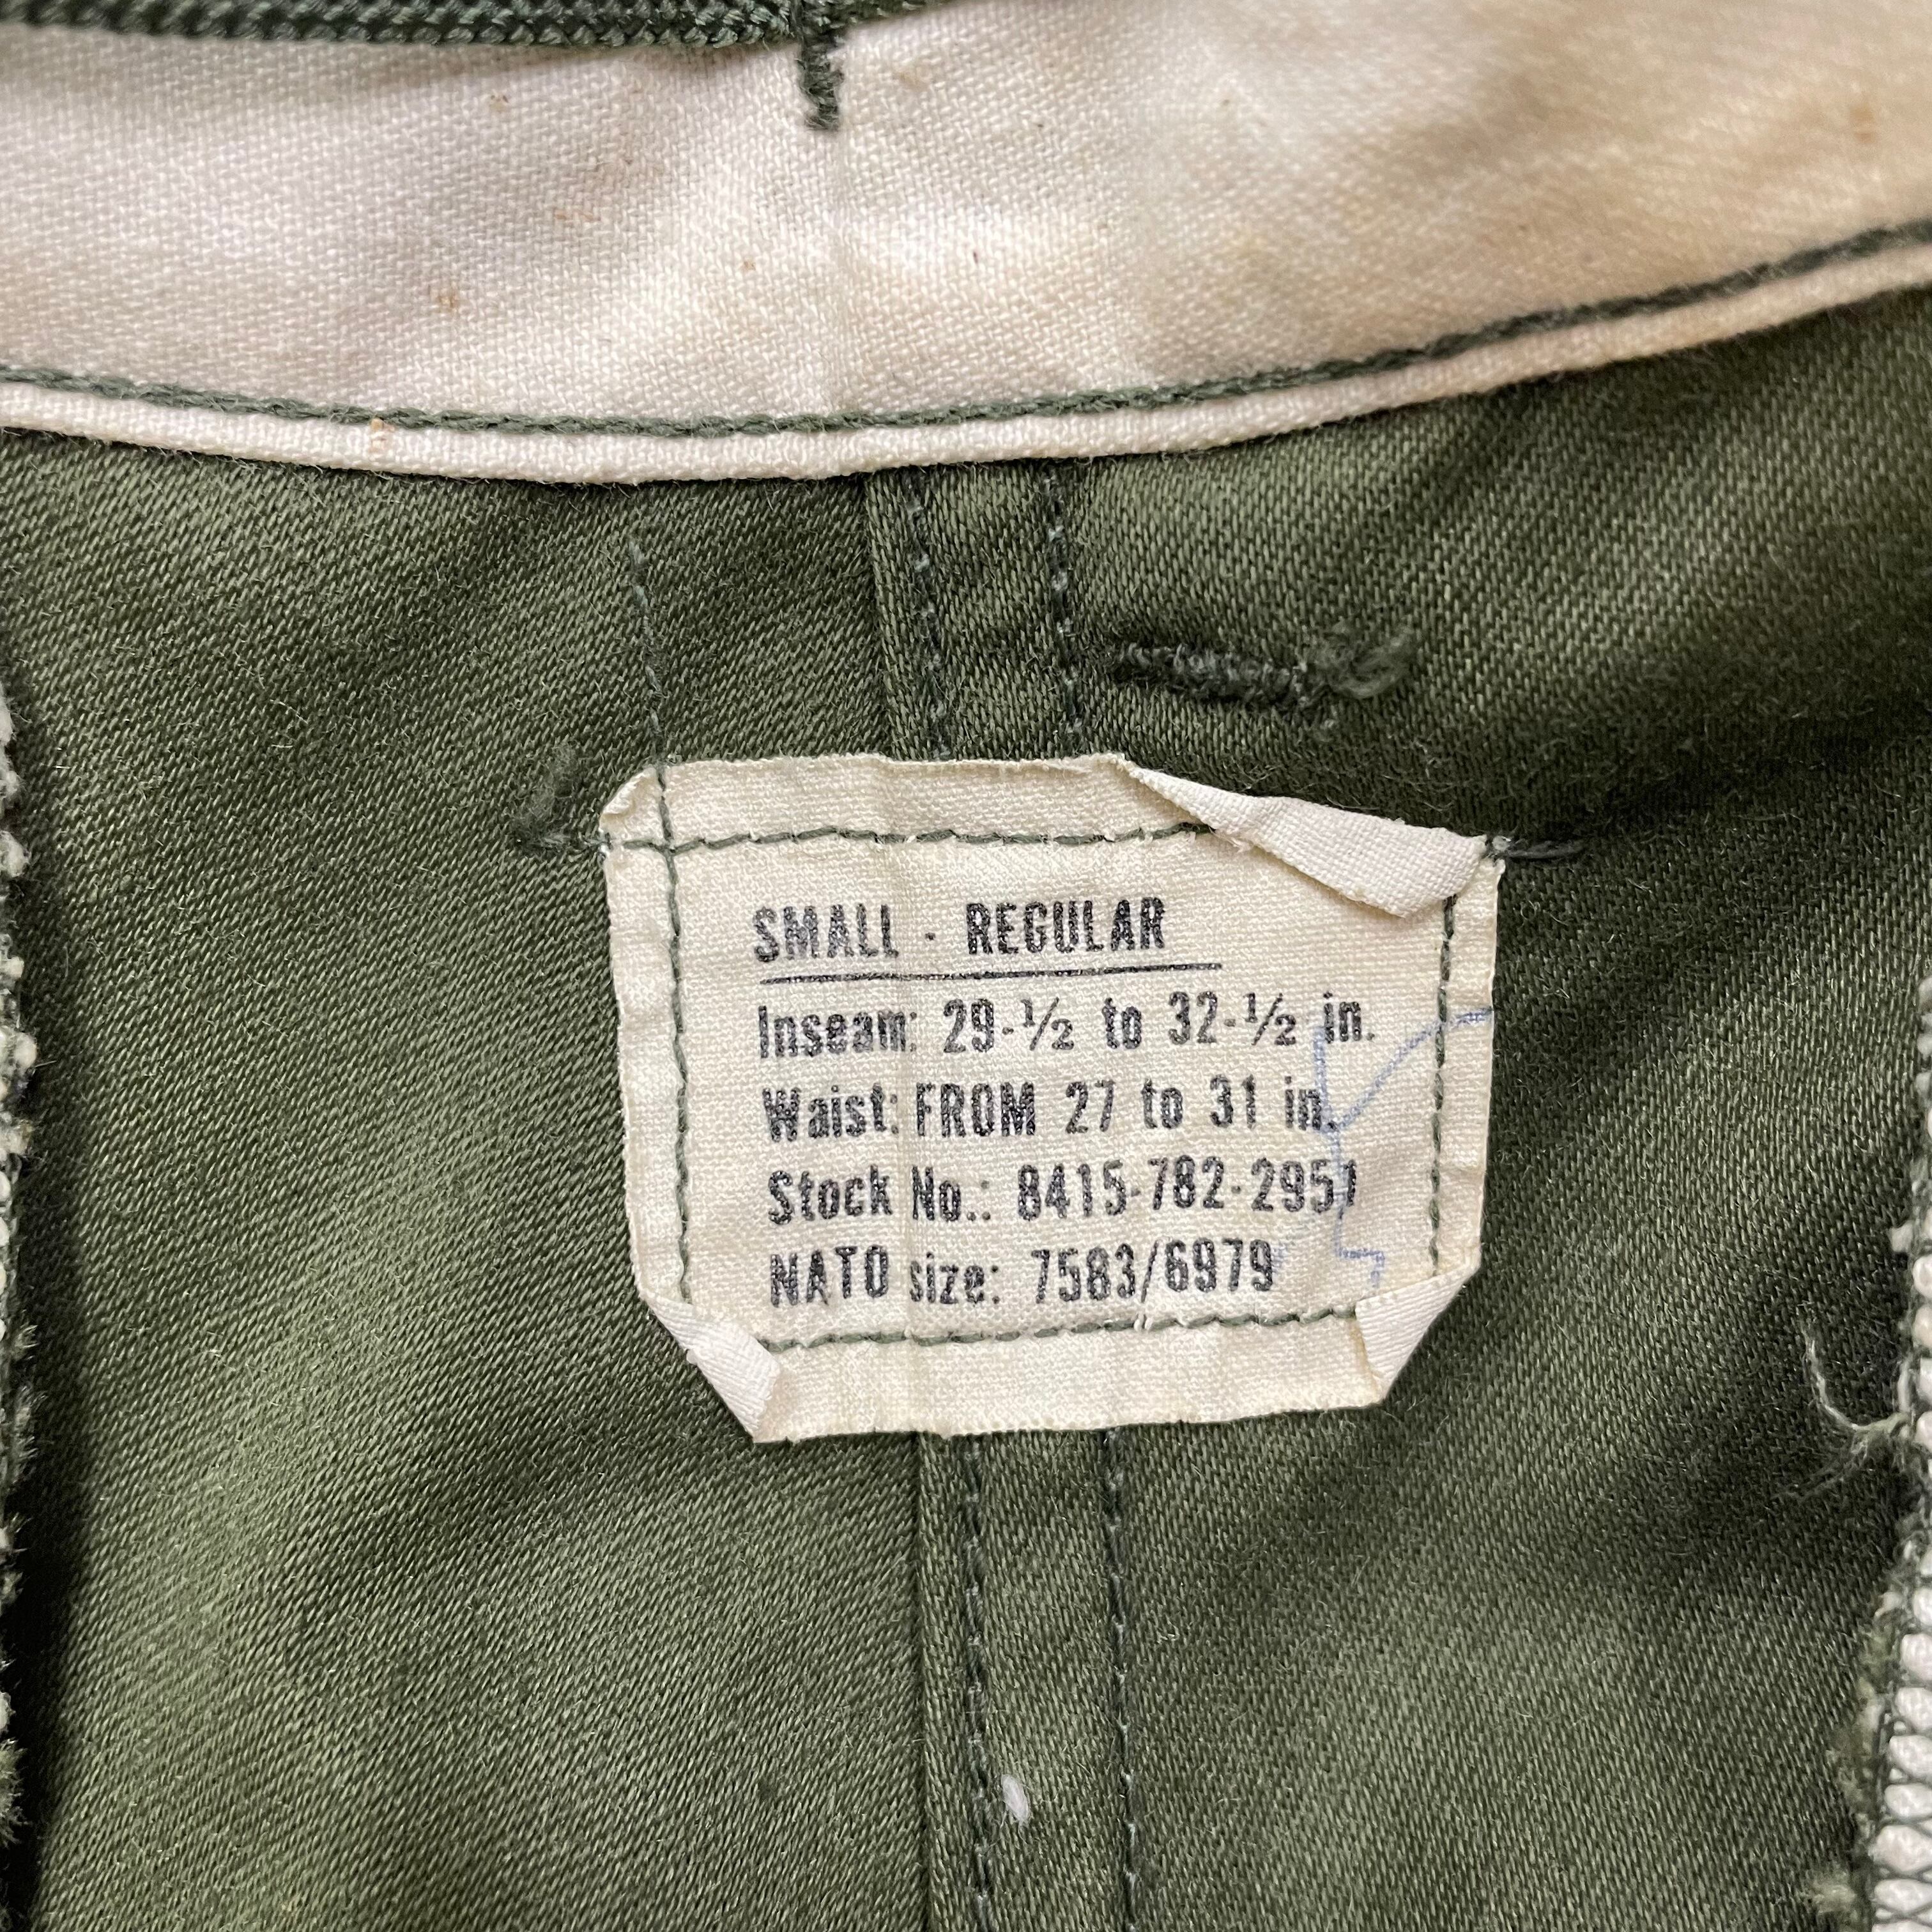 SMALL - REGULAR
Inseam: 29-½ to 32-½ in.
Waist: FROM 27 to 31 in.
Stock No.: 8415-782-2951
NATO size: 7583/6979